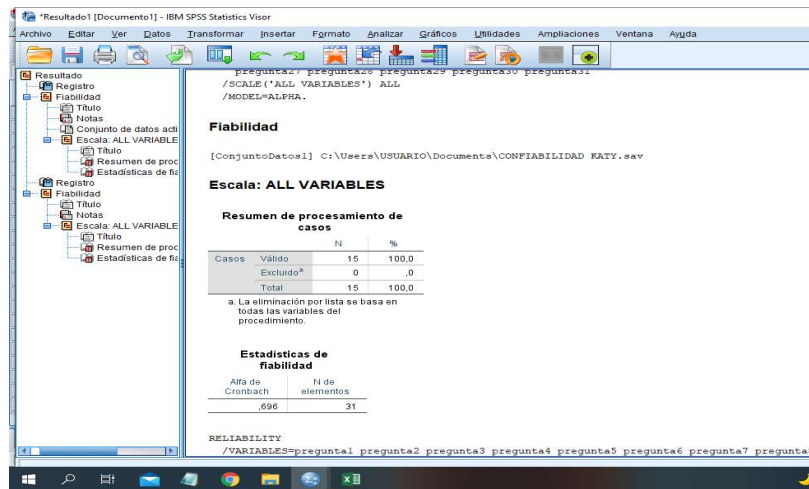 *Resultado1 [Documento1] - IBM SPSS Statistics Visor
Archivo Editar Ver Datos Transformar Insertar Formato Analizar Gráficos Utilidades Ampliaciones Ventana Ayuda
Resultado
Registro
Fiabilidad
Título
Notas
Conjunto de datos acti
Escala: ALL VARIABLE
Título
Resumen de proc
Estadísticas de fia
Registro
Fiabilidad
Título
Notas
Escala: ALL VARIABLE
Título
Resumen de proc
Estadísticas de fia
pregunta27 pregunta28 pregunta29 pregunta30 pregunta31
/SCALE('ALL VARIABLES') ALL
/MODEL=ALPHA.
Fiabilidad
[ConjuntoDatos1] C:\Users\USUARIO\Documents\CONFIABILIDAD KATY.sav
Escala: ALL VARIABLES
Resumen de procesamiento de
casos
N %
Casos Válido 15 100,0
Excluidoª 0 ,0
Total 15 100,0
a. La eliminación por lista se basa en
todas las variables del
procedimiento.
Estadísticas de
fiabilidad
Alfa de N de
Cronbach elementos
,696 31
RELIABILITY
/VARIABLES=pregunta1 pregunta2 pregunta3 pregunta4 pregunta5 pregunta6 pregunta7 pregunta